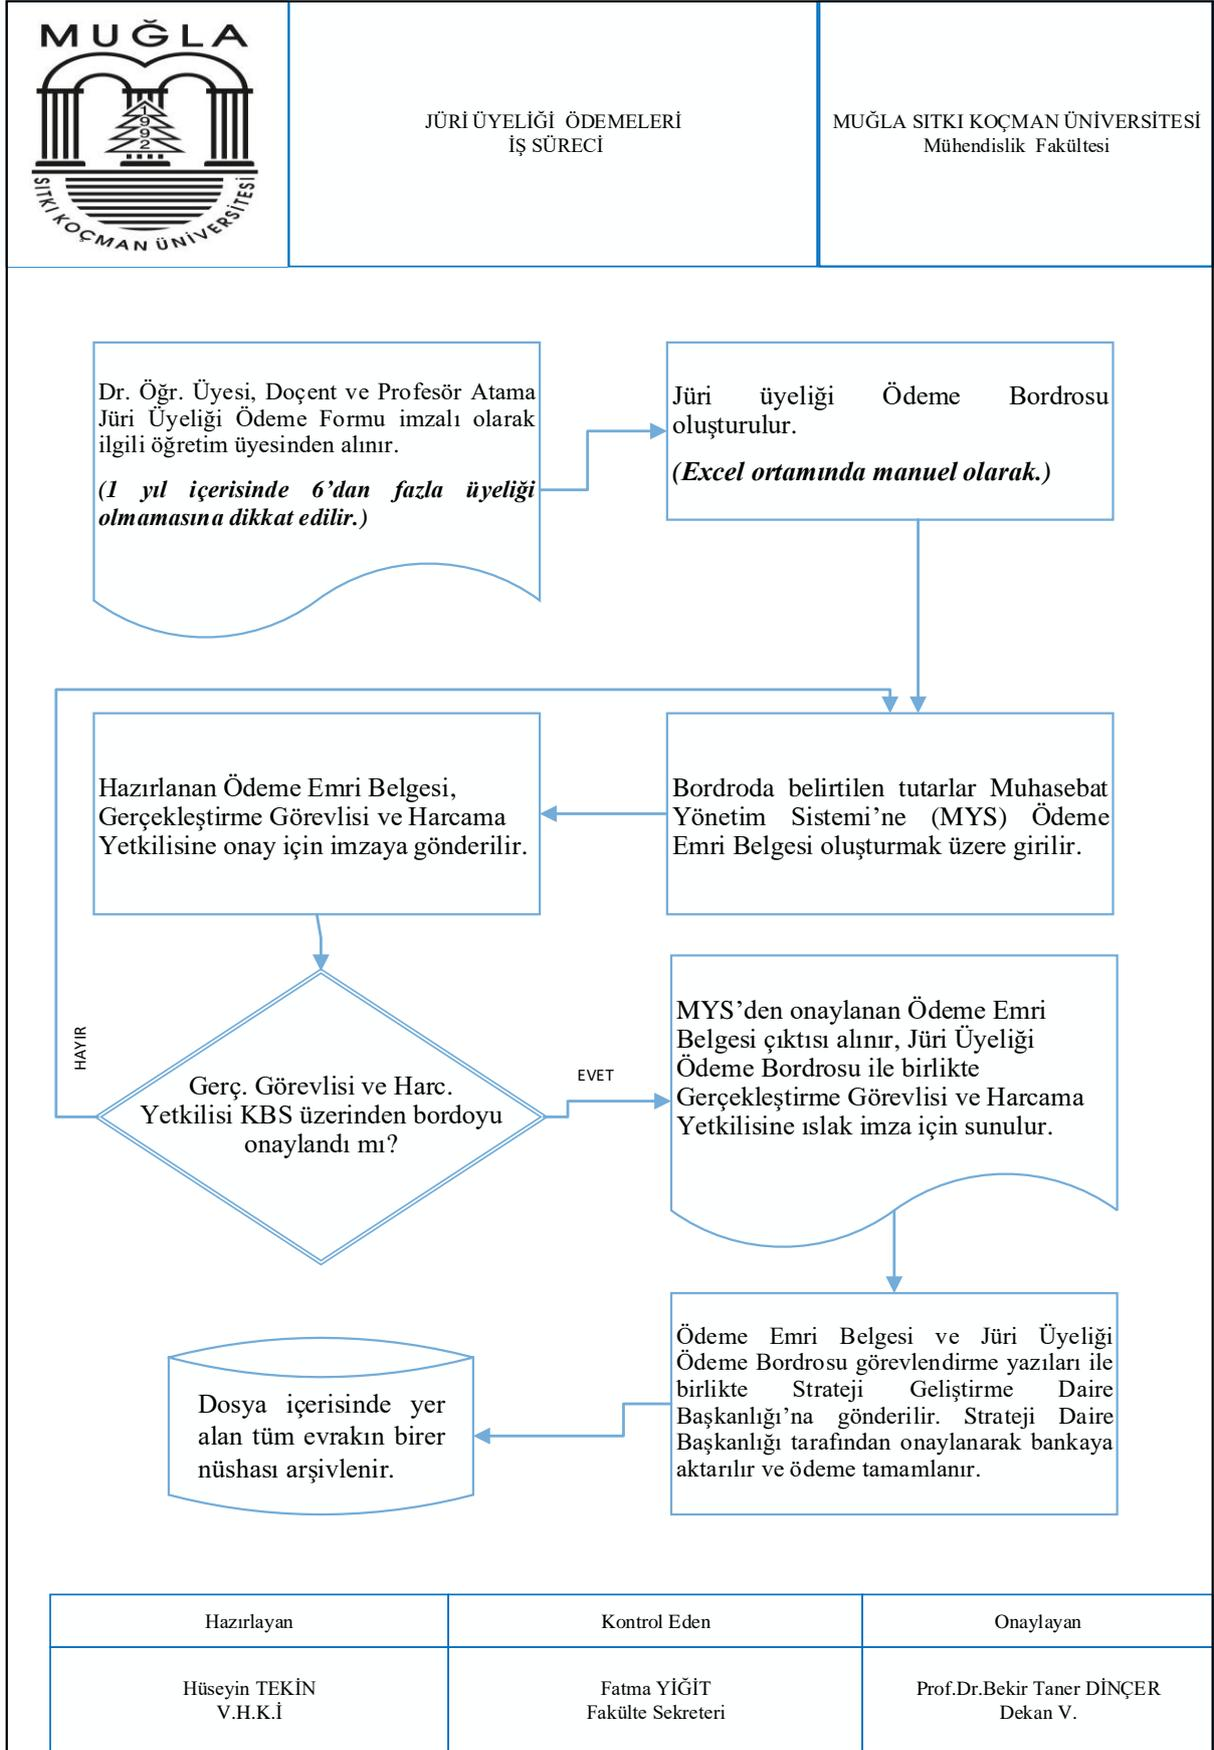 MUĞLA
1992
SITKI KOÇMAN ÜNİVERSİTESİ
JÜRİ ÜYELİĞİ ÖDEMELERİ
İŞ SÜRECİ
MUĞLA SITKI KOÇMAN ÜNİVERSİTESİ
Mühendislik Fakültesi
Dr. Öğr. Üyesi, Doçent ve Profesör Atama
Jüri Üyeliği Ödeme Formu imzalı olarak
ilgili öğretim üyesinden alınır.
(1 yıl içerisinde 6’dan fazla üyeliği
olmamasına dikkat edilir.)
Jüri üyeliği Ödeme Bordrosu
oluşturulur.
(Excel ortamında manuel olarak.)
Bordroda belirtilen tutarlar Muhasebat
Yönetim Sistemi’ne (MYS) Ödeme
Emri Belgesi oluşturmak üzere girilir.
Hazırlanan Ödeme Emri Belgesi,
Gerçekleştirme Görevlisi ve Harcama
Yetkilisine onay için imzaya gönderilir.
Gerç. Görevlisi ve Harc.
Yetkilisi KBS üzerinden bordoyu
onaylandı mı?
HAYIR
EVET
MYS’den onaylanan Ödeme Emri
Belgesi çıktısı alınır, Jüri Üyeliği
Ödeme Bordrosu ile birlikte
Gerçekleştirme Görevlisi ve Harcama
Yetkilisine ıslak imza için sunulur.
Ödeme Emri Belgesi ve Jüri Üyeliği
Ödeme Bordrosu görevlendirme yazıları ile
birlikte Strateji Geliştirme Daire
Başkanlığı’na gönderilir. Strateji Daire
Başkanlığı tarafından onaylanarak bankaya
aktarılır ve ödeme tamamlanır.
Dosya içerisinde yer
alan tüm evrakın birer
nüshası arşivlenir.
Hazırlayan
Kontrol Eden
Onaylayan
Hüseyin TEKİN
V.H.K.İ
Fatma YİĞİT
Fakülte Sekreteri
Prof.Dr.Bekir Taner DİNÇER
Dekan V.